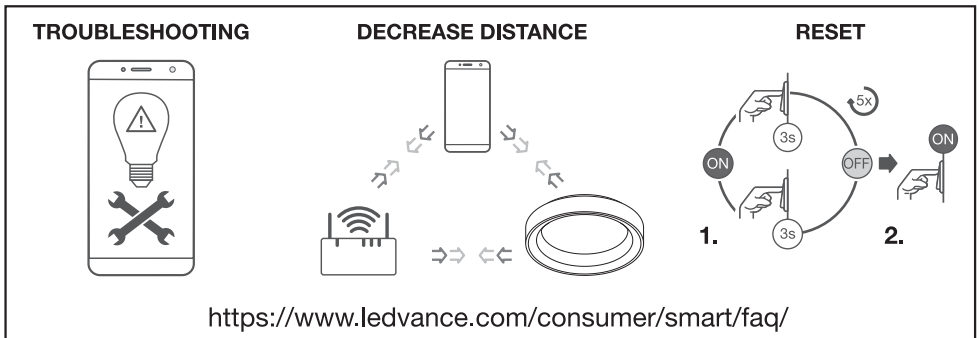 TROUBLESHOOTING
DECREASE DISTANCE
RESET
5x
3s
ON
ON
OFF
3s
1.
2.
https://www.ledvance.com/consumer/smart/faq/